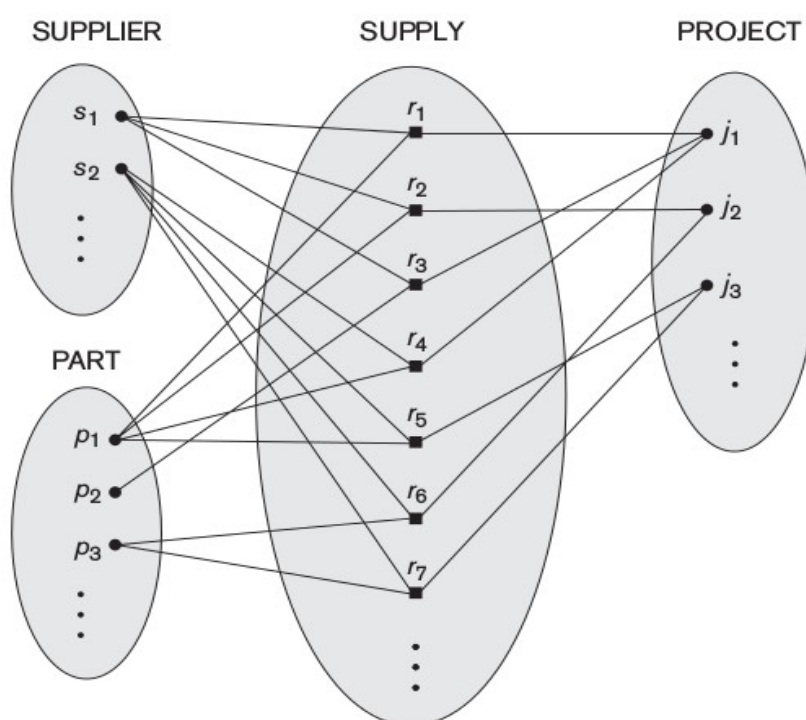 SUPPLIER
s1
s2
PART
p1
p2
p3
SUPPLY
r1
r2
r3
r4
r5
r6
r7
PROJECT
j1
j2
j3